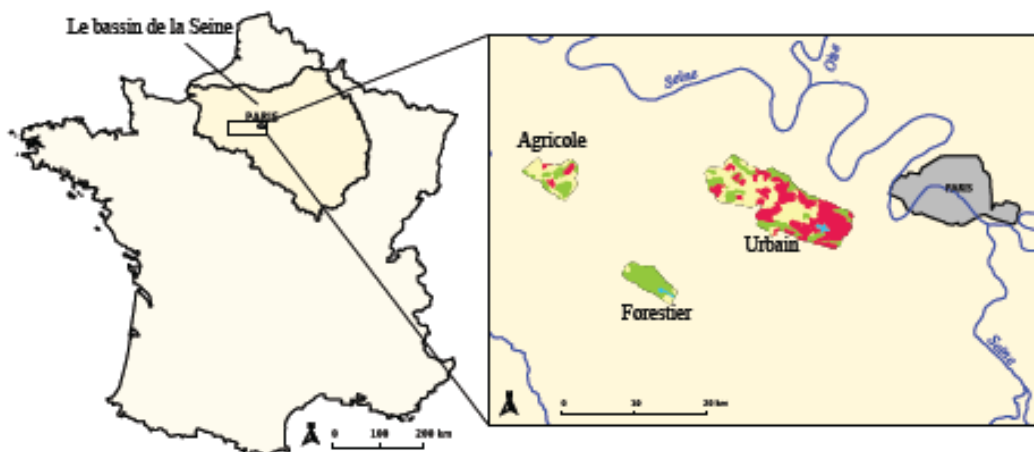 Le bassin de la Seine
PARIS
0 100 200 km
Seine
Oise
Agricole
PARIS
Urbain
Forestier
Seine
0 10 20 km